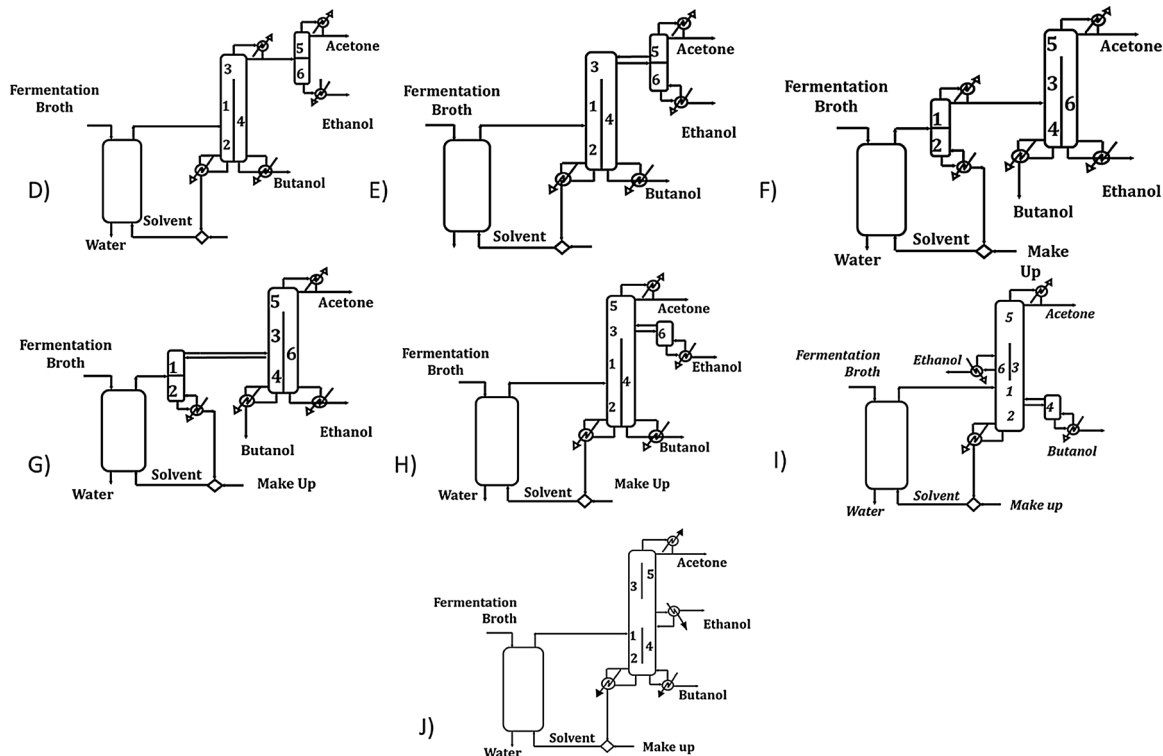 Fermentation
Broth
3
1
4
2
5
6
Acetone
Ethanol
Butanol
Solvent
Water
D)
Fermentation
Broth
3
1
4
2
5
6
Acetone
Ethanol
Butanol
Solvent
E)
Fermentation
Broth
1
2
5
3
6
4
Acetone
Ethanol
Butanol
Solvent
Water
Make
Up
F)
Fermentation
Broth
1
2
5
3
6
4
Acetone
Ethanol
Butanol
Solvent
Water
Make Up
G)
Fermentation
Broth
5
3
6
1
4
2
Acetone
Ethanol
Butanol
Solvent
Water
Make Up
H)
Fermentation
Broth
Ethanol
5
6
3
1
2
4
Acetone
Butanol
Solvent
Water
Make up
I)
Fermentation
Broth
3
5
1
4
2
Acetone
Ethanol
Butanol
Solvent
Water
Make up
J)